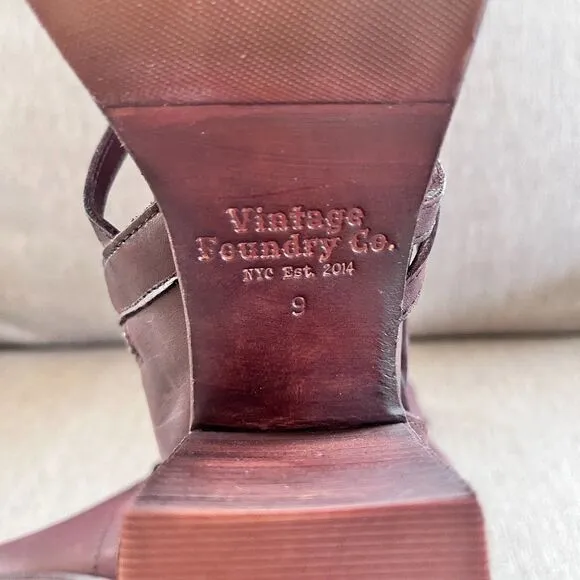 Vintage
Foundry Co.
NYC Est. 2014
9